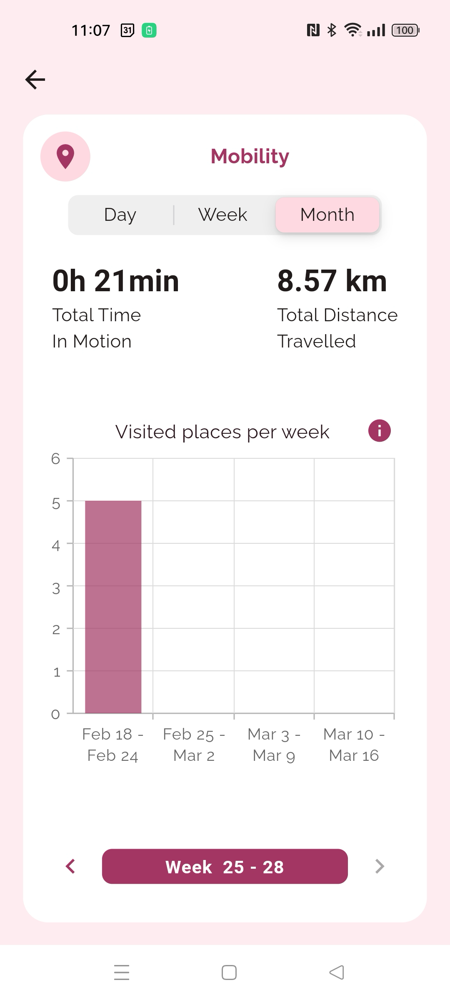 11:07 31 100
Mobility
Day Week Month
0h 21min 8.57 km
Total Time Total Distance
In Motion Travelled
Visited places per week
6
5
4
3
2
1
0
Feb 18 - Feb 25 - Mar 3 - Mar 10 -
Feb 24 Mar 2 Mar 9 Mar 16
Week 25 - 28